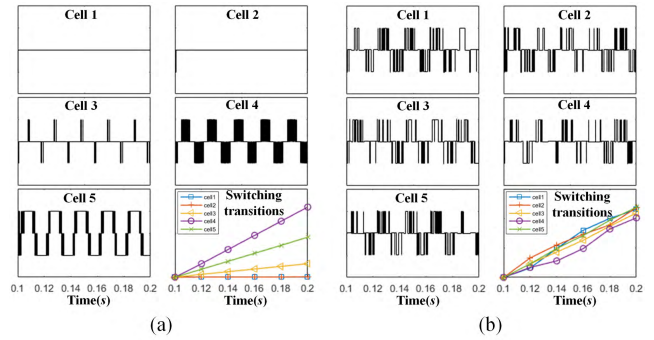 Cell 1
Cell 2
Cell 3
Cell 4
Cell 5
Switching
transitions
cell1
cell2
cell3
cell4
cell5
0.1 0.12 0.14 0.16 0.18 0.2
Time(s)
0.1 0.12 0.14 0.16 0.18 0.2
Time(s)
(a)
Cell 1
Cell 2
Cell 3
Cell 4
Cell 5
Switching
transitions
cell1
cell2
cell3
cell4
cell5
0.1 0.12 0.14 0.16 0.18 0.2
Time(s)
0.1 0.12 0.14 0.16 0.18 0.2
Time(s)
(b)